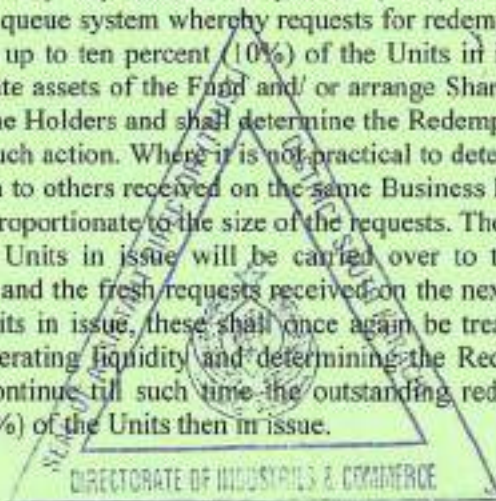 queue system whereby requests for redem
up to ten percent (10%) of the Units in
te assets of the Fund and/ or arrange Shar
e Holders and shall determine the Redemp
uch action. Where it is not practical to dete
n to others received on the same Business
roportionate to the size of the requests. The
Units in issue will be carried over to t
and the fresh requests received on the nex
its in issue, these shall once again be trea
erating liquidity and determining the Rec
ontinue till such time the outstanding red
%) of the Units then in issue.
DIRECTORATE OF INDUSTRIES & COMMERCE